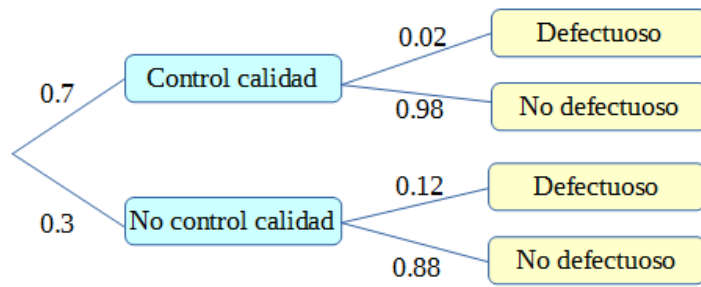 0.02
Defectuoso
0.7
Control calidad
0.98
No defectuoso
0.12
Defectuoso
0.3
No control calidad
0.88
No defectuoso